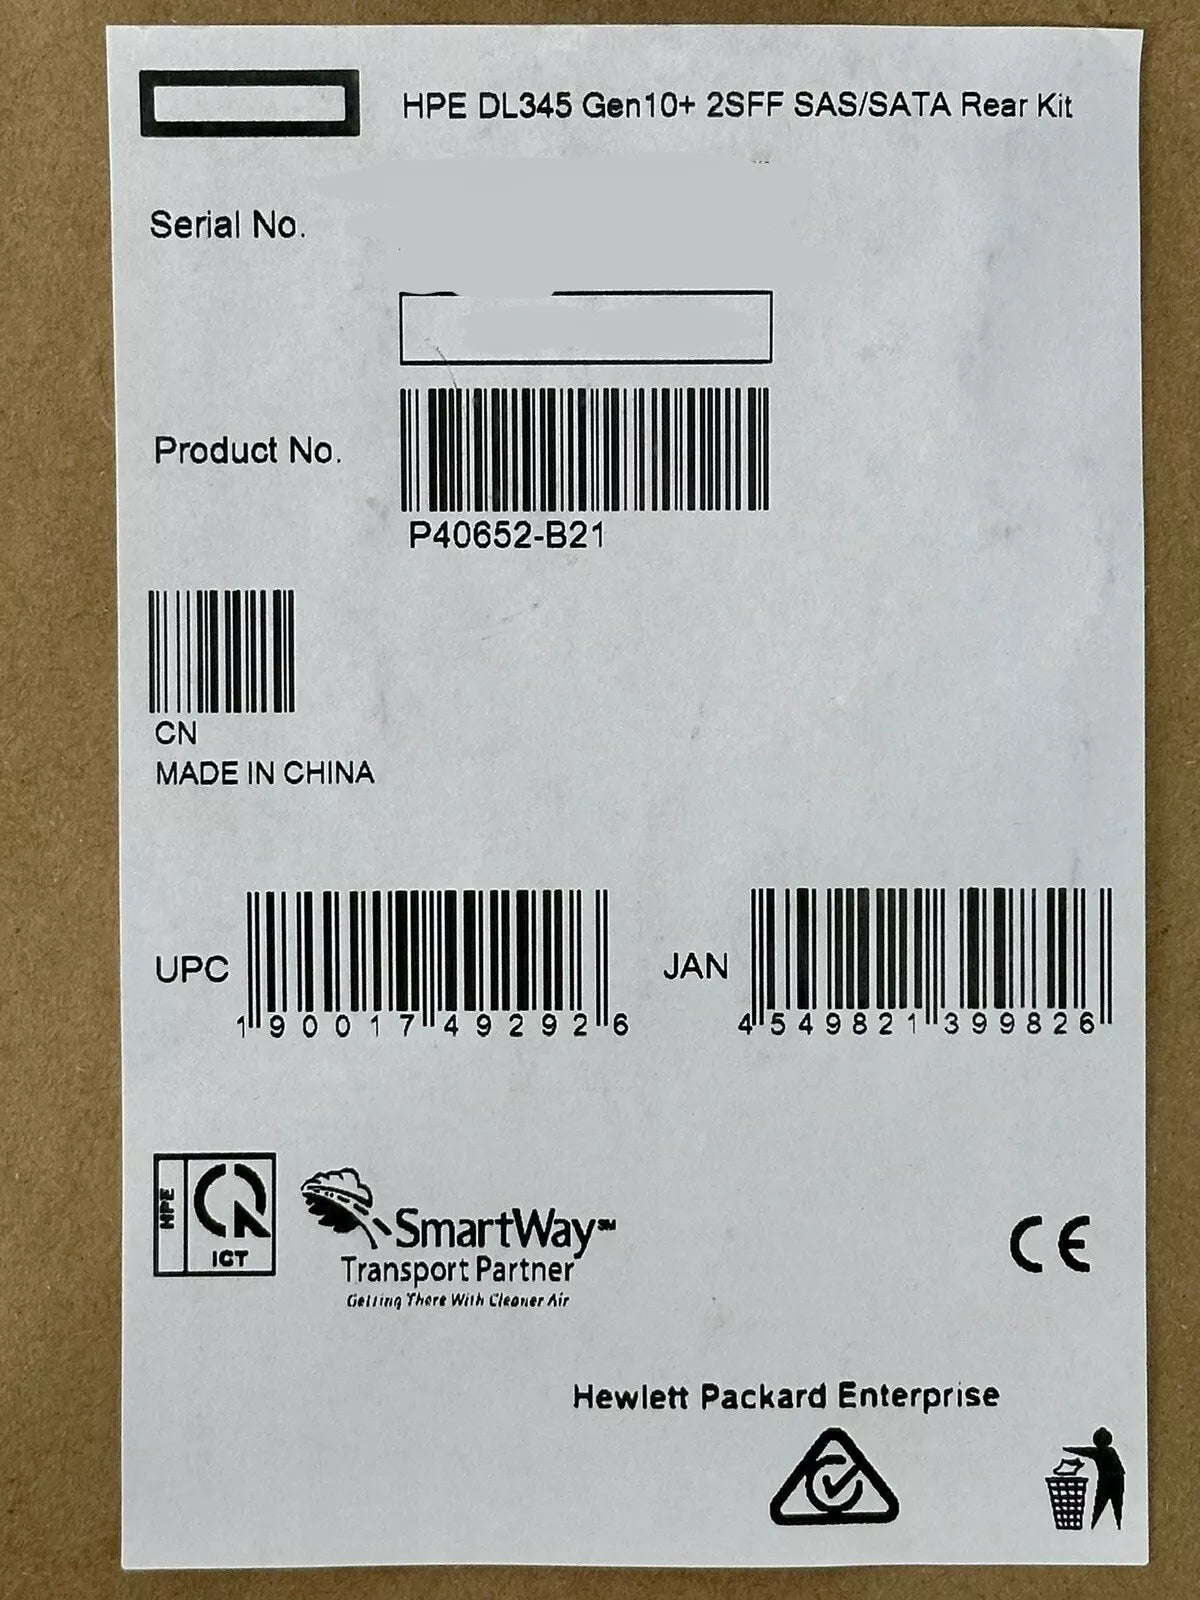 HPE DL345 Gen10+ 2SFF SAS/SATA Rear Kit
Serial No.
Product No.
P40652-B21
CN
MADE IN CHINA
UPC
1 90017 49292 6
JAN
4 549821 399826
HPE
IGT
SmartWay℠
Transport Partner
Getting There With Cleaner Air
CE
Hewlett Packard Enterprise